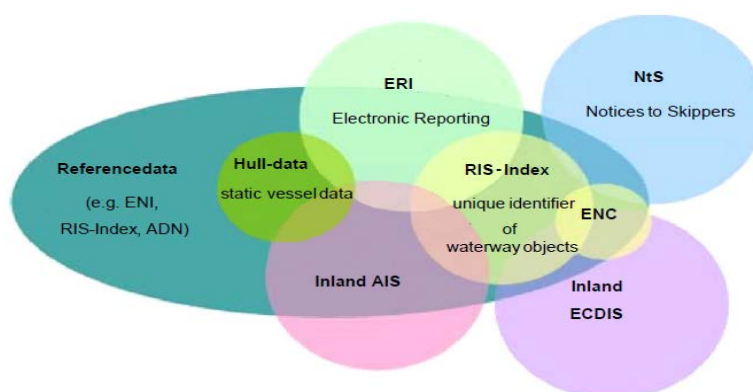 ERI
Electronic Reporting
NtS
Notices to Skippers
Referencedata
(e.g. ENI,
RIS-Index, ADN)
Hull-data
static vessel data
RIS-Index
unique identifier
of
waterway objects
ENC
Inland AIS
Inland
ECDIS